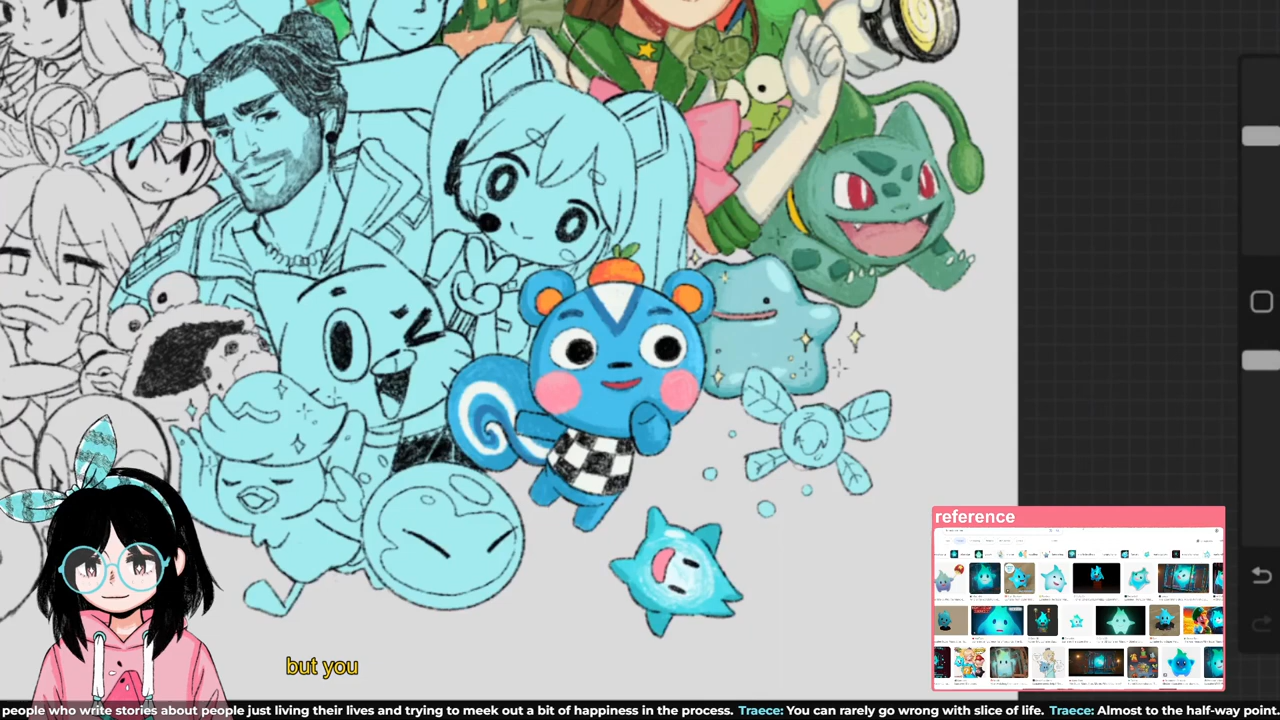 reference
but you
people who write stories about people just living their lives and trying to meek out a bit of happiness in the process. Traece: You can rarely go wrong with slice of life. Traece: Almost to the half-way point.